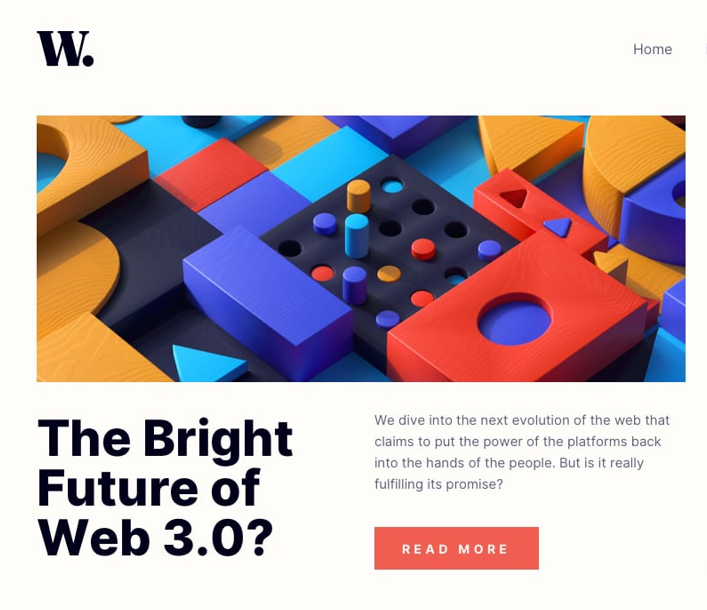 W.
Home
The Bright
Future of
Web 3.0?
We dive into the next evolution of the web that
claims to put the power of the platforms back
into the hands of the people. But is it really
fulfilling its promise?
READ MORE